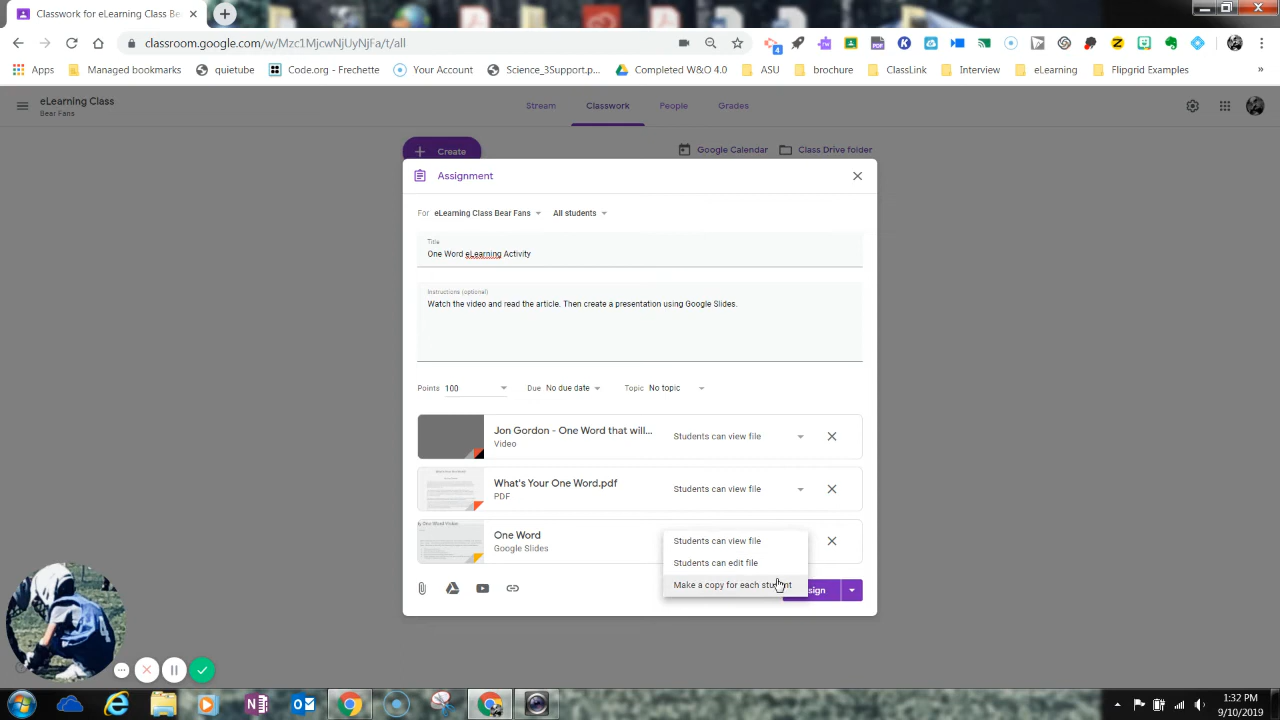 Classwork for eLearning Class Be
classroom.google.com/w/Mzc1MjcwNjUyNjFa/t/all
4
Apps
Managed bookmarks
quietube
Code.org - Frechette
Your Account
Science_3Support.p...
Completed W&O 4.0
ASU
brochure
ClassLink
Interview
eLearning
Flipgrid Examples
»
eLearning Class
Bear Fans
Stream
Classwork
People
Grades
Create
Google Calendar
Class Drive folder
Assignment
For eLearning Class Bear Fans All students
Title
One Word eLearning Activity
Instructions (optional)
Watch the video and read the article. Then create a presentation using Google Slides.
Points 100 Due No due date Topic No topic
Jon Gordon - One Word that will...
Video
Students can view file
What's Your One Word.pdf
PDF
Students can view file
One Word
Google Slides
Students can view file
Students can edit file
Make a copy for each student
sign
1:32 PM
9/10/2019